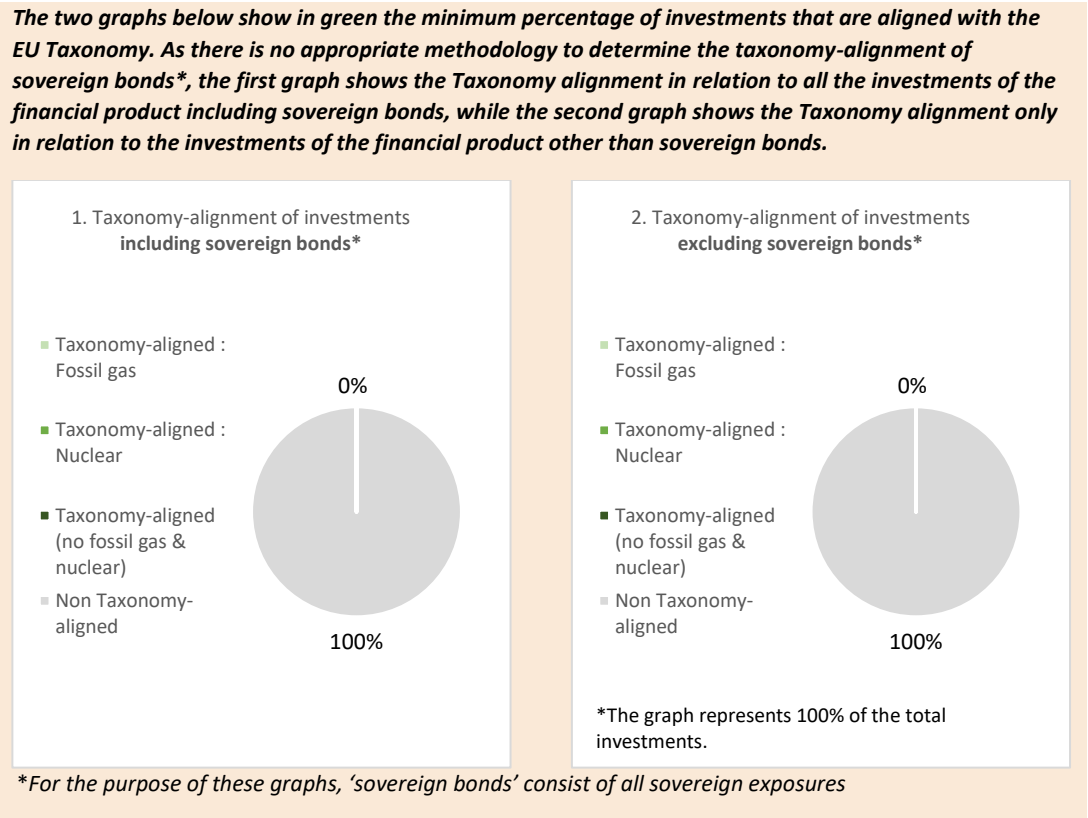 The two graphs below show in green the minimum percentage of investments that are aligned with the
EU Taxonomy. As there is no appropriate methodology to determine the taxonomy-alignment of
sovereign bonds*, the first graph shows the Taxonomy alignment in relation to all the investments of the
financial product including sovereign bonds, while the second graph shows the Taxonomy alignment only
in relation to the investments of the financial product other than sovereign bonds.
1. Taxonomy-alignment of investments
including sovereign bonds*
Taxonomy-aligned :
Fossil gas
Taxonomy-aligned :
Nuclear
Taxonomy-aligned
(no fossil gas &
nuclear)
Non Taxonomy-
aligned
0%
100%
2. Taxonomy-alignment of investments
excluding sovereign bonds*
Taxonomy-aligned :
Fossil gas
Taxonomy-aligned :
Nuclear
Taxonomy-aligned
(no fossil gas &
nuclear)
Non Taxonomy-
aligned
0%
100%
*The graph represents 100% of the total
investments.
*For the purpose of these graphs, ‘sovereign bonds’ consist of all sovereign exposures